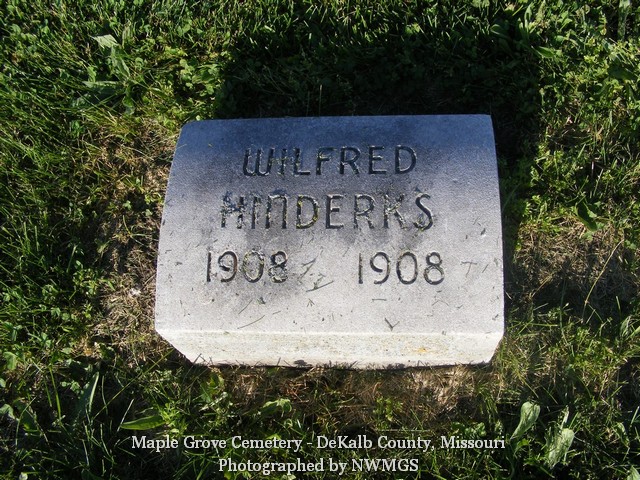 WILFRED
HINDERKS
1908 1908
Maple Grove Cemetery - DeKalb County, Missouri
Photographed by NWMGS